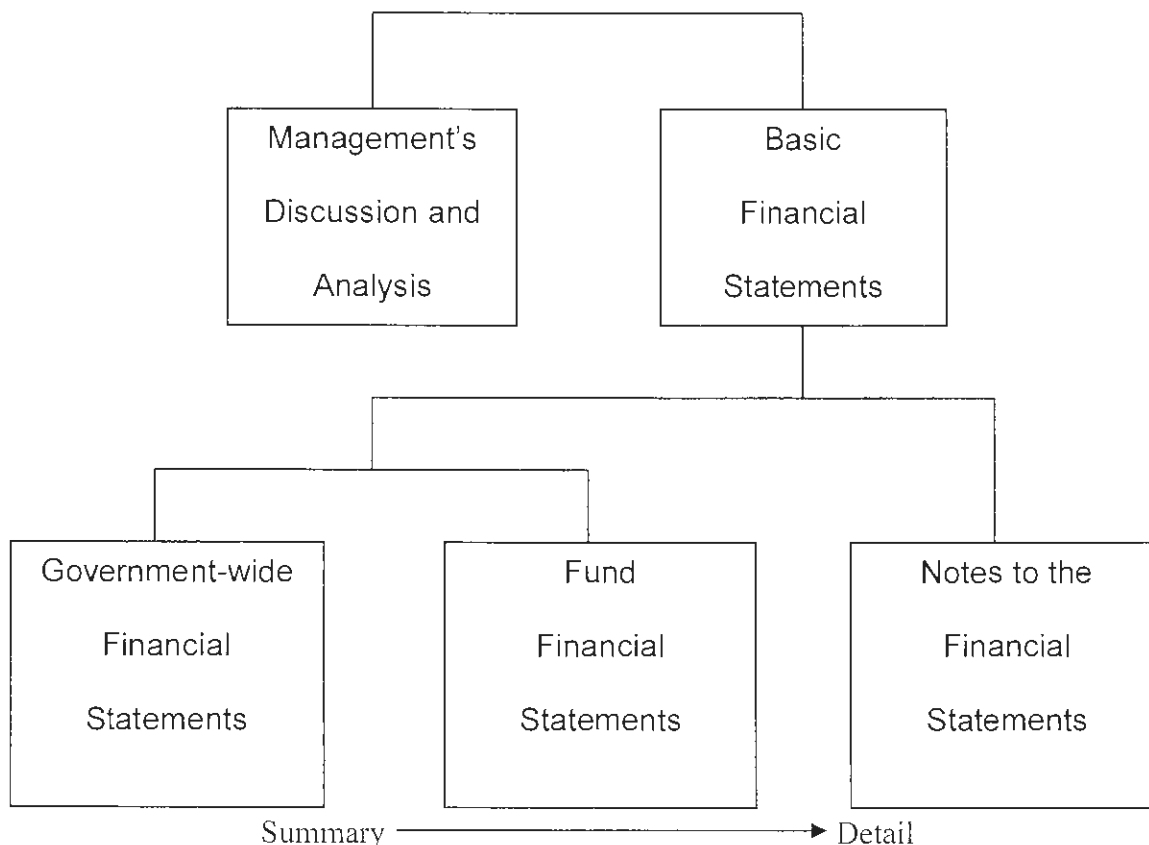 Management's
Discussion and
Analysis
Basic
Financial
Statements
Government-wide
Financial
Statements
Fund
Financial
Statements
Notes to the
Financial
Statements
Summary
Detail